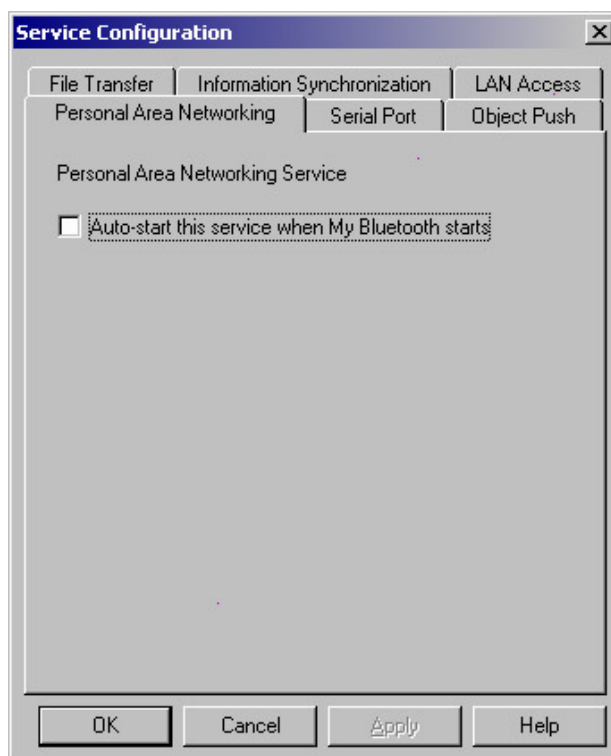 Service Configuration
File Transfer Information Synchronization LAN Access
Personal Area Networking Serial Port Object Push
Personal Area Networking Service
Auto-start this service when My Bluetooth starts
OK Cancel Apply Help